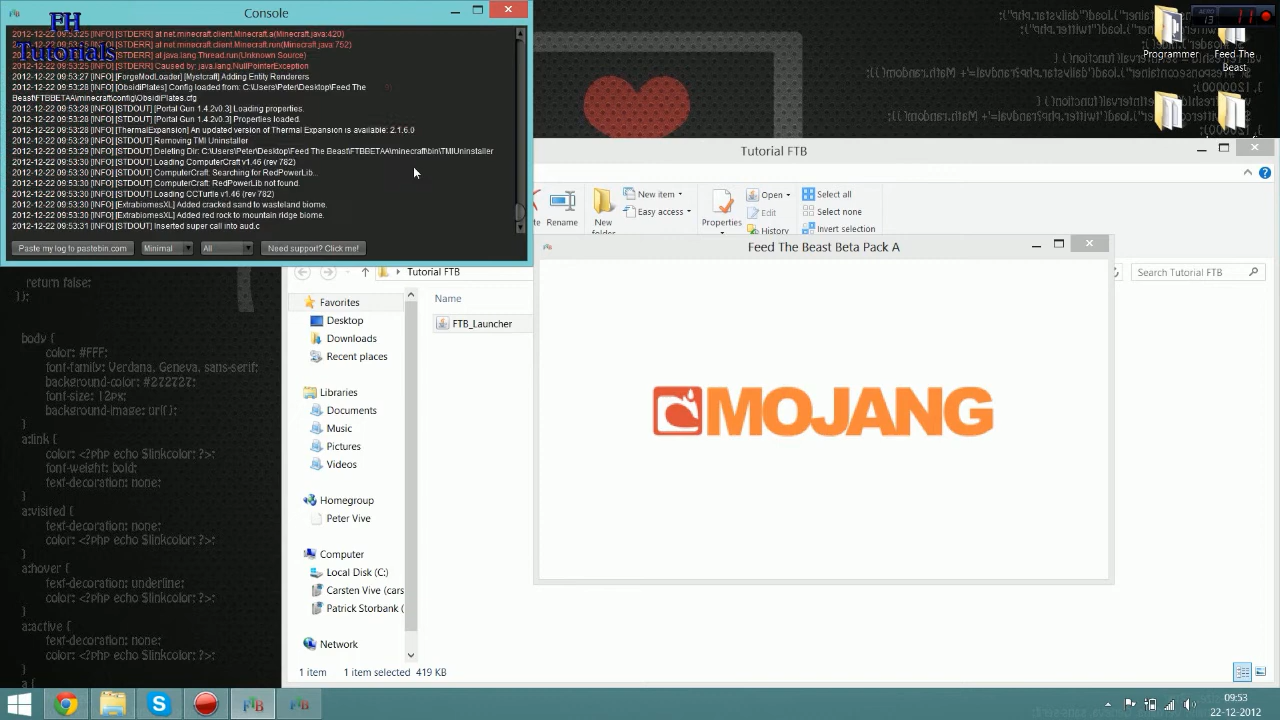 Console
FH
Tutorials
2012-12-22 09:53:25 [INFO] [STDERR] at net.minecraft.client.Minecraft.a(Minecraft.java:420)
2012-12-22 09:53:25 [INFO] [STDERR] at net.minecraft.client.Minecraft.run(Minecraft.java:752)
2012-12-22 09:53:25 [INFO] [STDERR] at java.lang.Thread.run(Unknown Source)
2012-12-22 09:53:25 [INFO] [STDERR] Caused by: java.lang.NullPointerException
2012-12-22 09:53:27 [INFO] [ForgeModLoader] [Mystcraft] Adding Entity Renderers
2012-12-22 09:53:28 [INFO] [ObsidiPlates] Config loaded from: C:\Users\Peter\Desktop\Feed The
Beast\FTBBETAA\minecraft\config\ObsidiPlates.cfg
2012-12-22 09:53:28 [INFO] [STDOUT] [Portal Gun 1.4.2v0.3] Loading properties.
2012-12-22 09:53:28 [INFO] [STDOUT] [Portal Gun 1.4.2v0.3] Properties loaded.
2012-12-22 09:53:28 [INFO] [ThermalExpansion] An updated version of Thermal Expansion is available: 2.1.6.0
2012-12-22 09:53:30 [INFO] [STDOUT] Removing TMI Uninstaller
2012-12-22 09:53:30 [INFO] [STDOUT] Deleting Dir: C:\Users\Peter\Desktop\Feed The Beast\FTBBETAA\minecraft\bin\TMIUninstaller
2012-12-22 09:53:30 [INFO] [STDOUT] Loading ComputerCraft v1.46 (rev 782)
2012-12-22 09:53:30 [INFO] [STDOUT] ComputerCraft: Searching for RedPowerLib...
2012-12-22 09:53:30 [INFO] [STDOUT] ComputerCraft: RedPowerLib not found.
2012-12-22 09:53:30 [INFO] [STDOUT] Loading CCTurtle v1.46 (rev 782)
2012-12-22 09:53:30 [INFO] [ExtrabiomesXL] Added cracked sand to wasteland biome.
2012-12-22 09:53:30 [INFO] [ExtrabiomesXL] Added red rock to mountain ridge biome.
2012-12-22 09:53:31 [INFO] [STDOUT] Inserted super call into aud.c
Paste my log to pastebin.com
Minimal
All
Need support? Click me!
Programmer
Feed The
Beast
Tutorial FTB
Rename
New
folder
New item
Easy access
Properties
Open
Edit
History
Select all
Select none
Invert selection
Feed The Beast Beta Pack A
Tutorial FTB
Search Tutorial FTB
Favorites
Desktop
Downloads
Recent places
Libraries
Documents
Music
Pictures
Videos
Homegroup
Peter Vive
Computer
Local Disk (C:)
Carsten Vive (cars
Patrick Storbank (
Network
Name
FTB_Launcher
MOJANG
1 item
1 item selected
419 KB
return false;
});
body {
color: #FFF;
font-family: Verdana, Geneva, sans-serif;
background-color: #272727;
font-size: 12px;
background-image: url(');
}
a:link {
color: <?php echo $linkcolor; ?>;
font-weight: bold;
text-decoration: none;
}
a:visited {
text-decoration: none;
color: <?php echo $linkcolor; ?>;
}
a:hover {
text-decoration: underline;
color: <?php echo $linkcolor; ?>;
}
a:active {
text-decoration: none;
color: <?php echo $linkcolor; ?>;
}
a {
FTB
FTB
09:53
22-12-2012